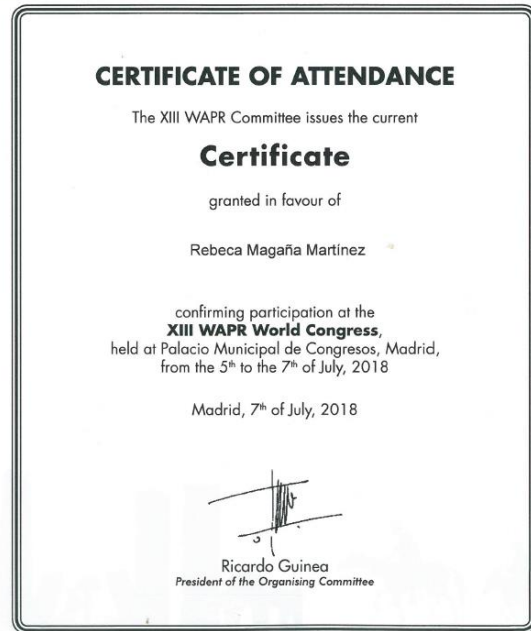 CERTIFICATE OF ATTENDANCE
The XIII WAPR Committee issues the current
Certificate
granted in favour of
Rebeca Magaña Martínez
confirming participation at the
XIII WAPR World Congress,
held at Palacio Municipal de Congresos, Madrid,
from the 5th to the 7th of July, 2018
Madrid, 7th of July, 2018
Ricardo Guinea
President of the Organising Committee